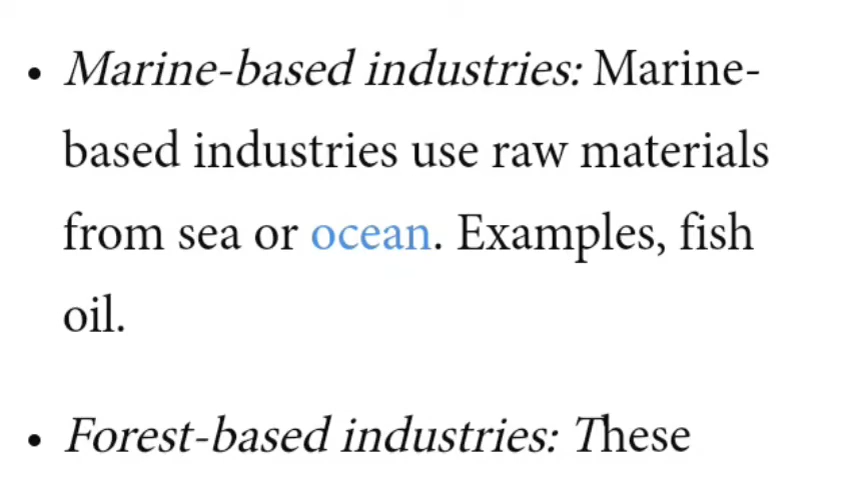 • Marine-based industries: Marine-
based industries use raw materials
from sea or ocean. Examples, fish
oil.
• Forest-based industries: These